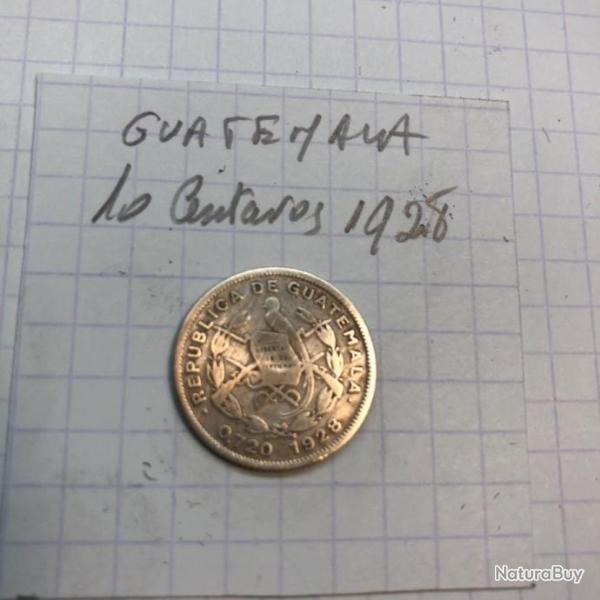 GUATEMALA
10 Centavos 1928
REPUBLICA DE GUATEMALA
0.720 1928
NaturaBuy